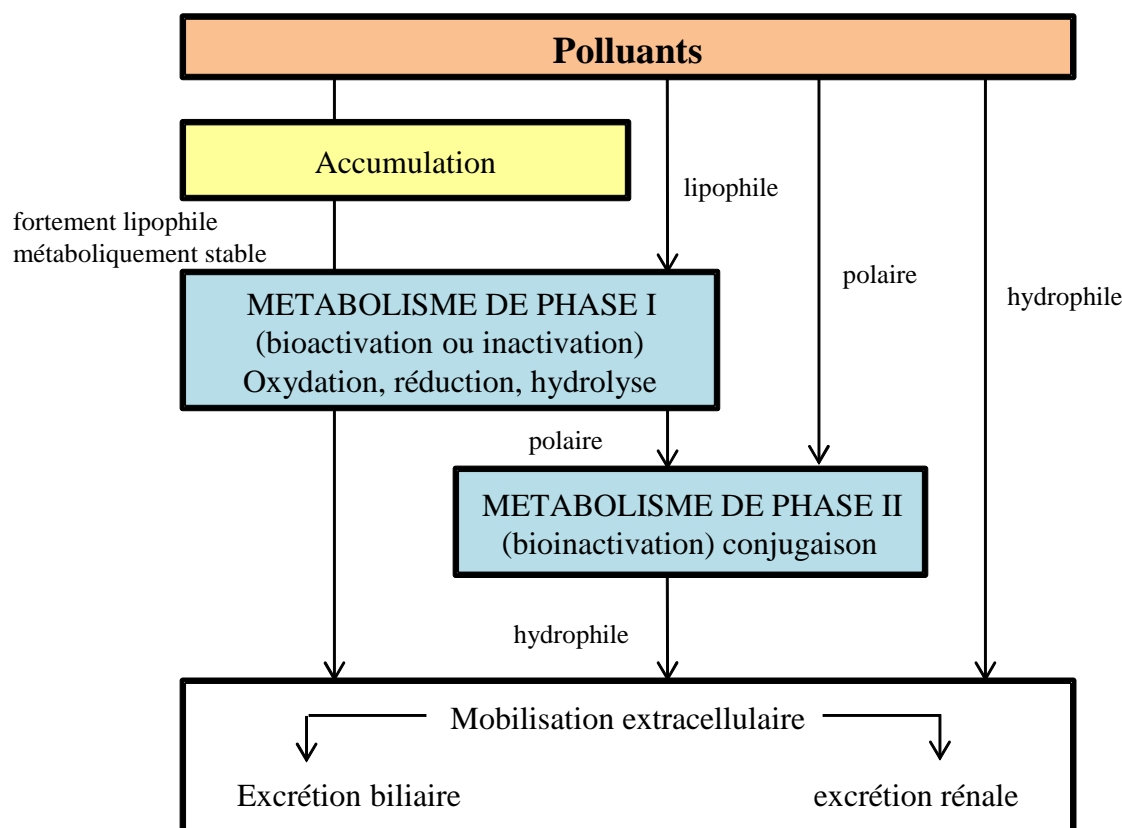 Polluants
Accumulation
lipophile
fortement lipophile
métaboliquement stable
polaire
hydrophile
METABOLISME DE PHASE I
(bioactivation ou inactivation)
Oxydation, réduction, hydrolyse
polaire
METABOLISME DE PHASE II
(bioinactivation) conjugaison
hydrophile
Mobilisation extracellulaire
Excrétion biliaire
excrétion rénale